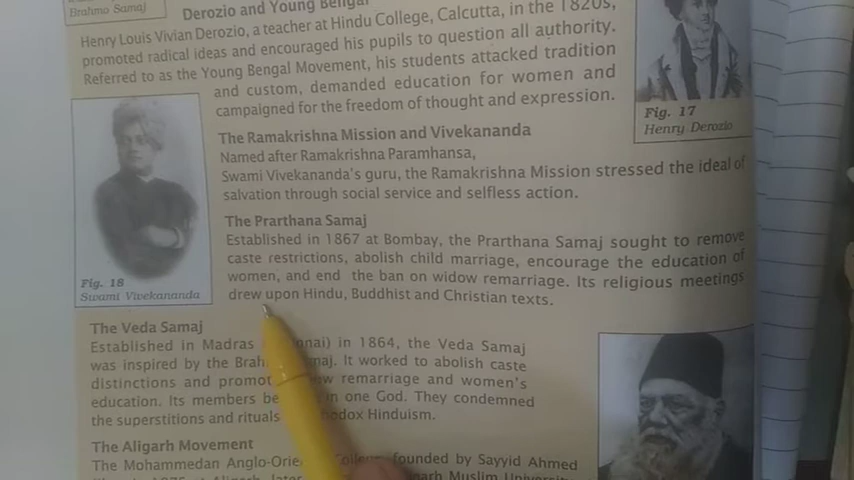 Brahmo Samaj
Derozio and Young Bengal
Henry Louis Vivian Derozio, a teacher at Hindu College, Calcutta, in the 1820s,
promoted radical ideas and encouraged his pupils to question all authority.
Referred to as the Young Bengal Movement, his students attacked tradition
and custom, demanded education for women and
campaigned for the freedom of thought and expression.
Fig. 17
Henry Derozio
The Ramakrishna Mission and Vivekananda
Named after Ramakrishna Paramhansa,
Swami Vivekananda's guru, the Ramakrishna Mission stressed the ideal of
salvation through social service and selfless action.
The Prarthana Samaj
Established in 1867 at Bombay, the Prarthana Samaj sought to remove
caste restrictions, abolish child marriage, encourage the education of
women, and end the ban on widow remarriage. Its religious meetings
drew upon Hindu, Buddhist and Christian texts.
Fig. 18
Swami Vivekananda
The Veda Samaj
Established in Madras in 1864, the Veda Samaj
was inspired by the It worked to abolish caste
distinctions and remarriage and women's
education. Its members in one God. They condemned
the superstitions and rituals Hinduism.
The Aligarh Movement
The Mohammedan founded by Sayyid Ahmed
Muslim